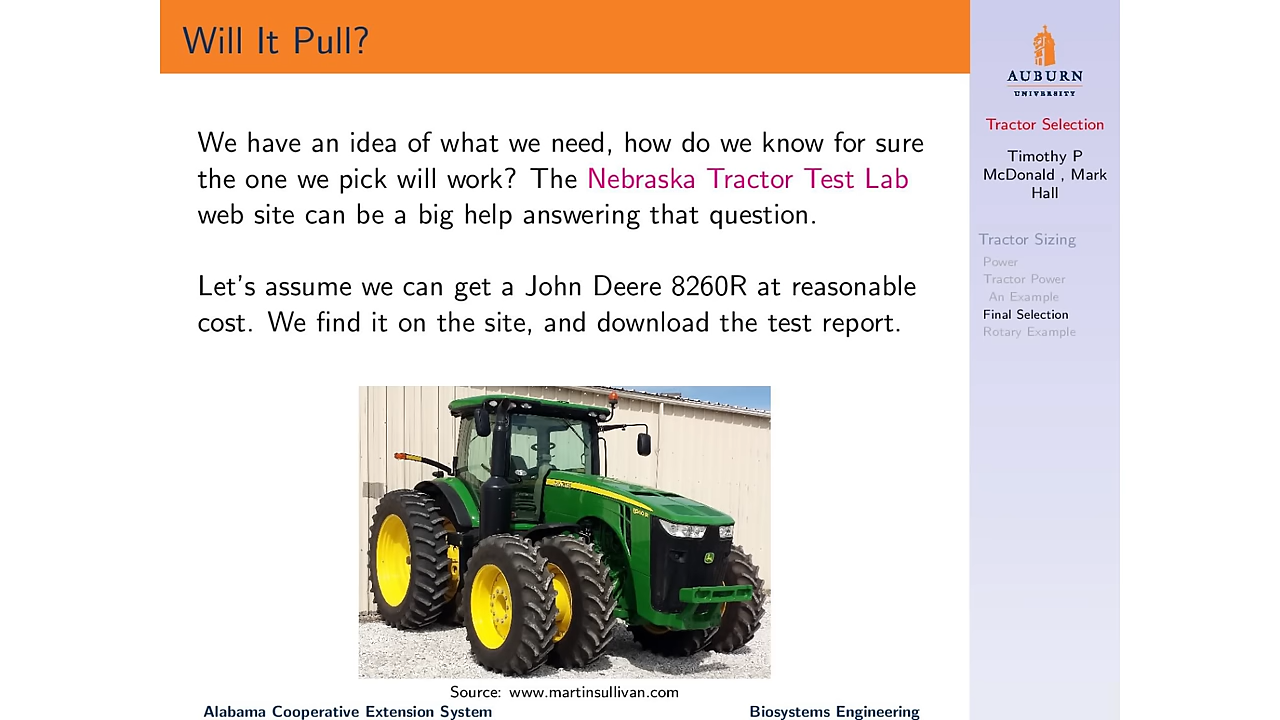 Will It Pull?
We have an idea of what we need, how do we know for sure
the one we pick will work? The Nebraska Tractor Test Lab
web site can be a big help answering that question.
Let's assume we can get a John Deere 8260R at reasonable
cost. We find it on the site, and download the test report.
Source: www.martinsullivan.com
Alabama Cooperative Extension System
Biosystems Engineering
AUBURN
UNIVERSITY
Tractor Selection
Timothy P
McDonald , Mark
Hall
Tractor Sizing
Power
Tractor Power
An Example
Final Selection
Rotary Example